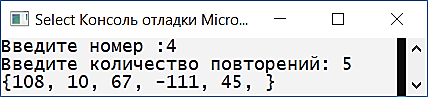 Select Консоль отладки Micro...
Введите номер :4
Введите количество повторений: 5
{108, 10, 67, -111, 45, }